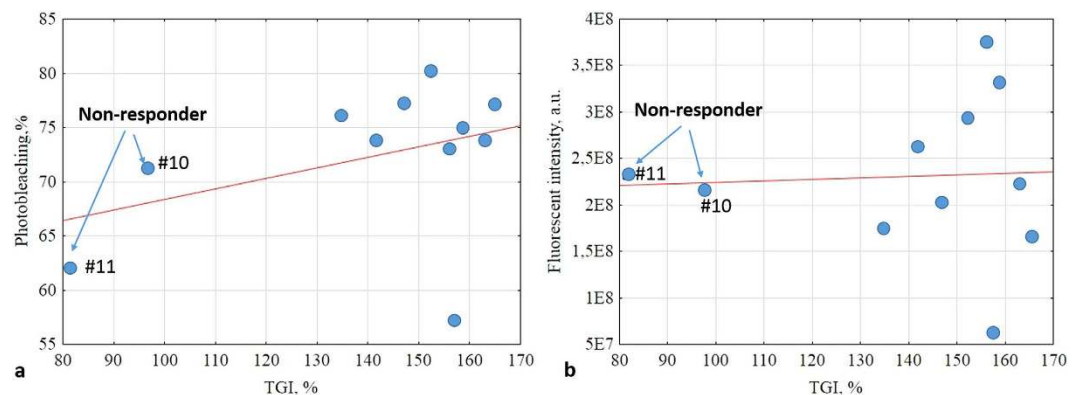 85
80
75
70
65
60
55
Photobleaching,%
Non-responder
#10
#11
80 90 100 110 120 130 140 150 160 170
TGI, %
a
4E8
3.5E8
3E8
2.5E8
2E8
1.5E8
1E8
5E7
Fluorescent intensity, a.u.
Non-responder
#11
#10
80 90 100 110 120 130 140 150 160 170
TGI, %
b